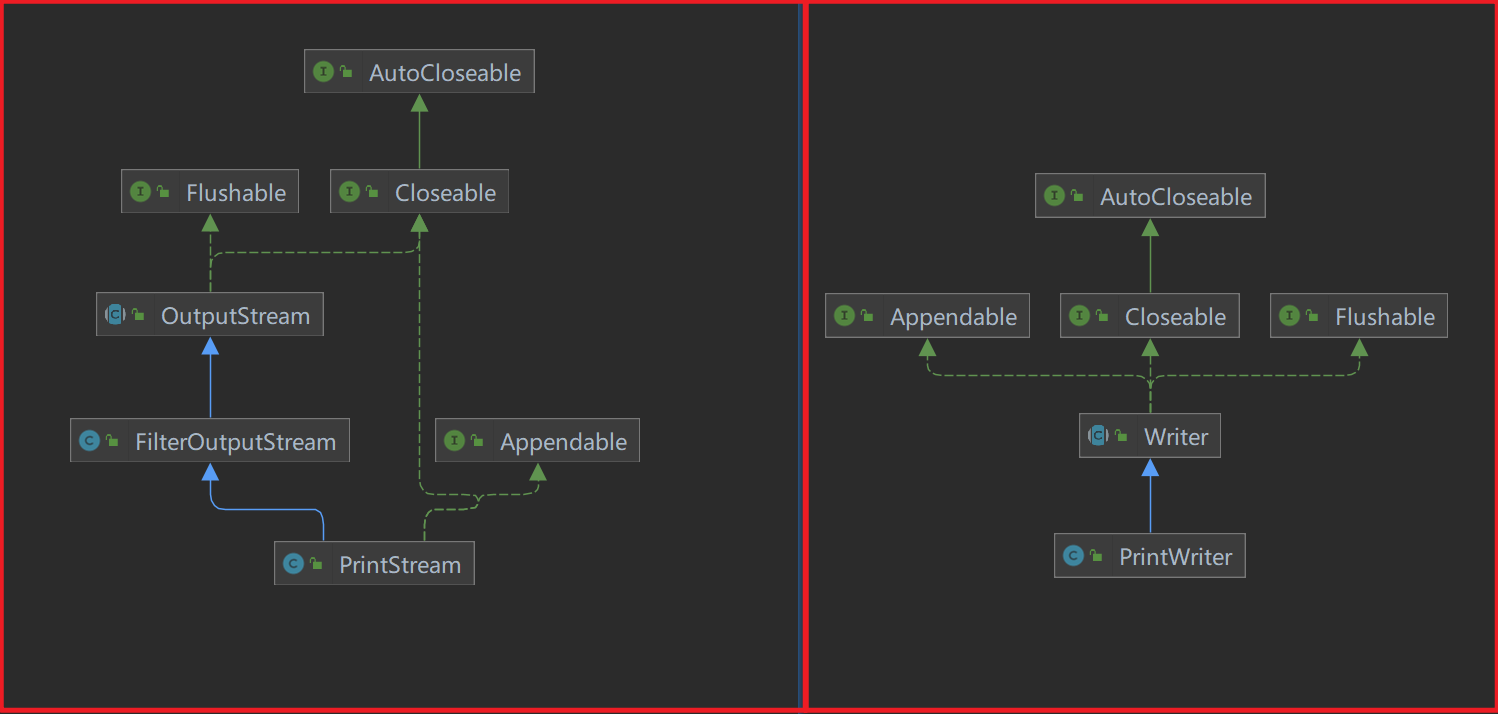 AutoCloseable
Flushable
Closeable
OutputStream
FilterOutputStream
Appendable
PrintStream
AutoCloseable
Appendable
Closeable
Flushable
Writer
PrintWriter